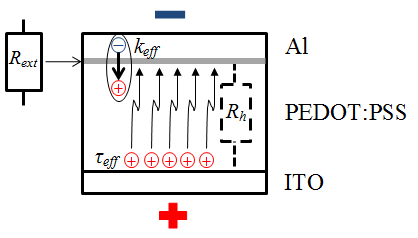 Al
k_eff
R_ext
R_h
PEDOT:PSS
τ_eff
ITO